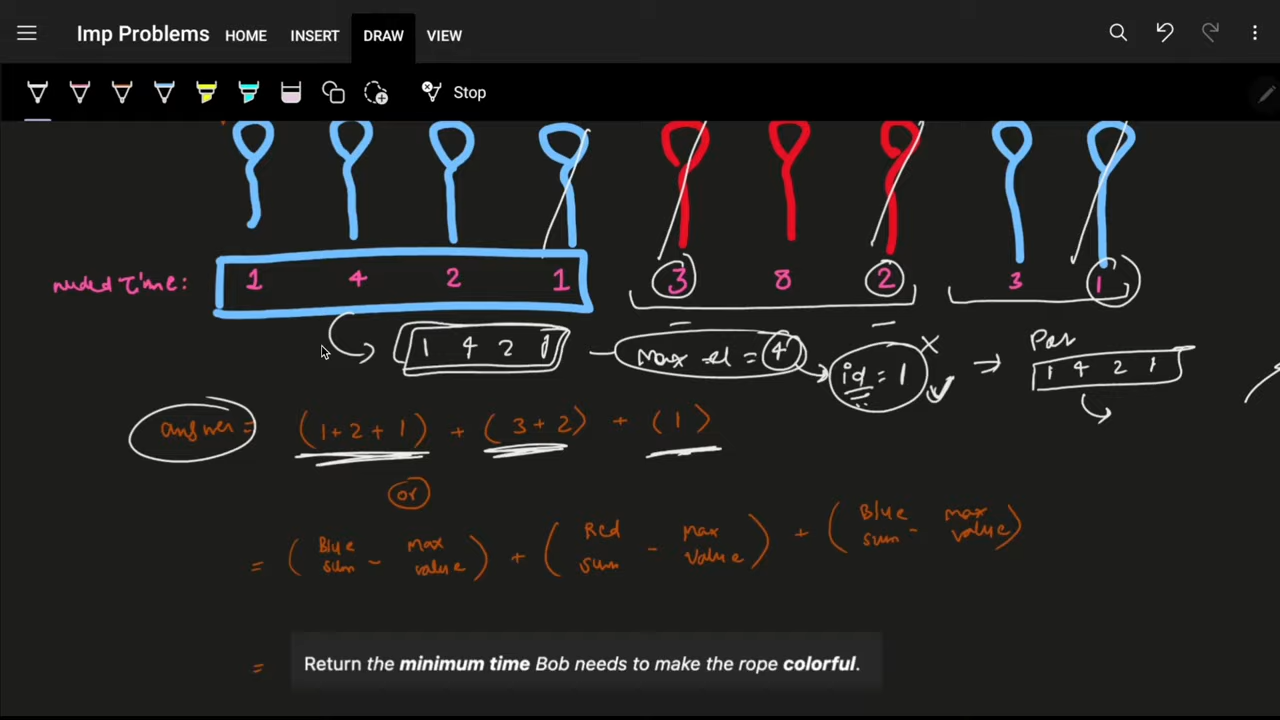 Imp Problems HOME INSERT DRAW VIEW
Stop
needed Time: 1 4 2 1 3 8 2 3 1
1 4 2 1 Max el = 4 id = 1 x ⇒
1 4 2 1
answer = (1+2+1) + (3+2) + (1)
or
= (Blue sum - max value) + (Red sum - max value) + (Blue sum - max value)
= Return the minimum time Bob needs to make the rope colorful.